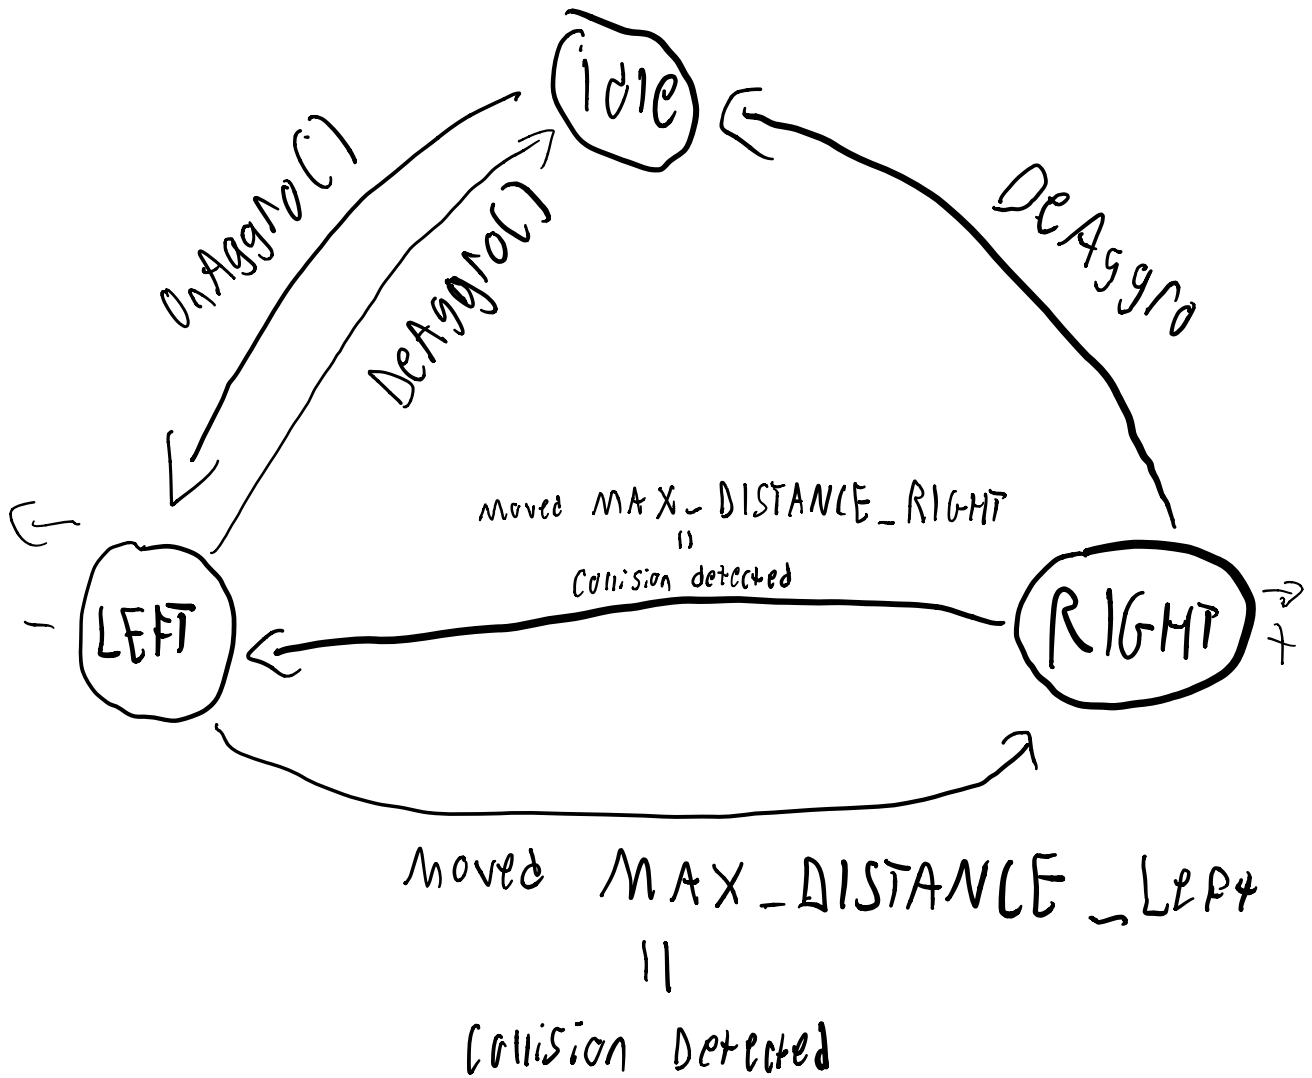 idle
OnAggro()
DeAggro()
DeAggro
Moved MAX_DISTANCE_RIGHT
||
Collision detected
LEFT
-
RIGHT
+
Moved MAX_DISTANCE_Left
||
Collision Detected